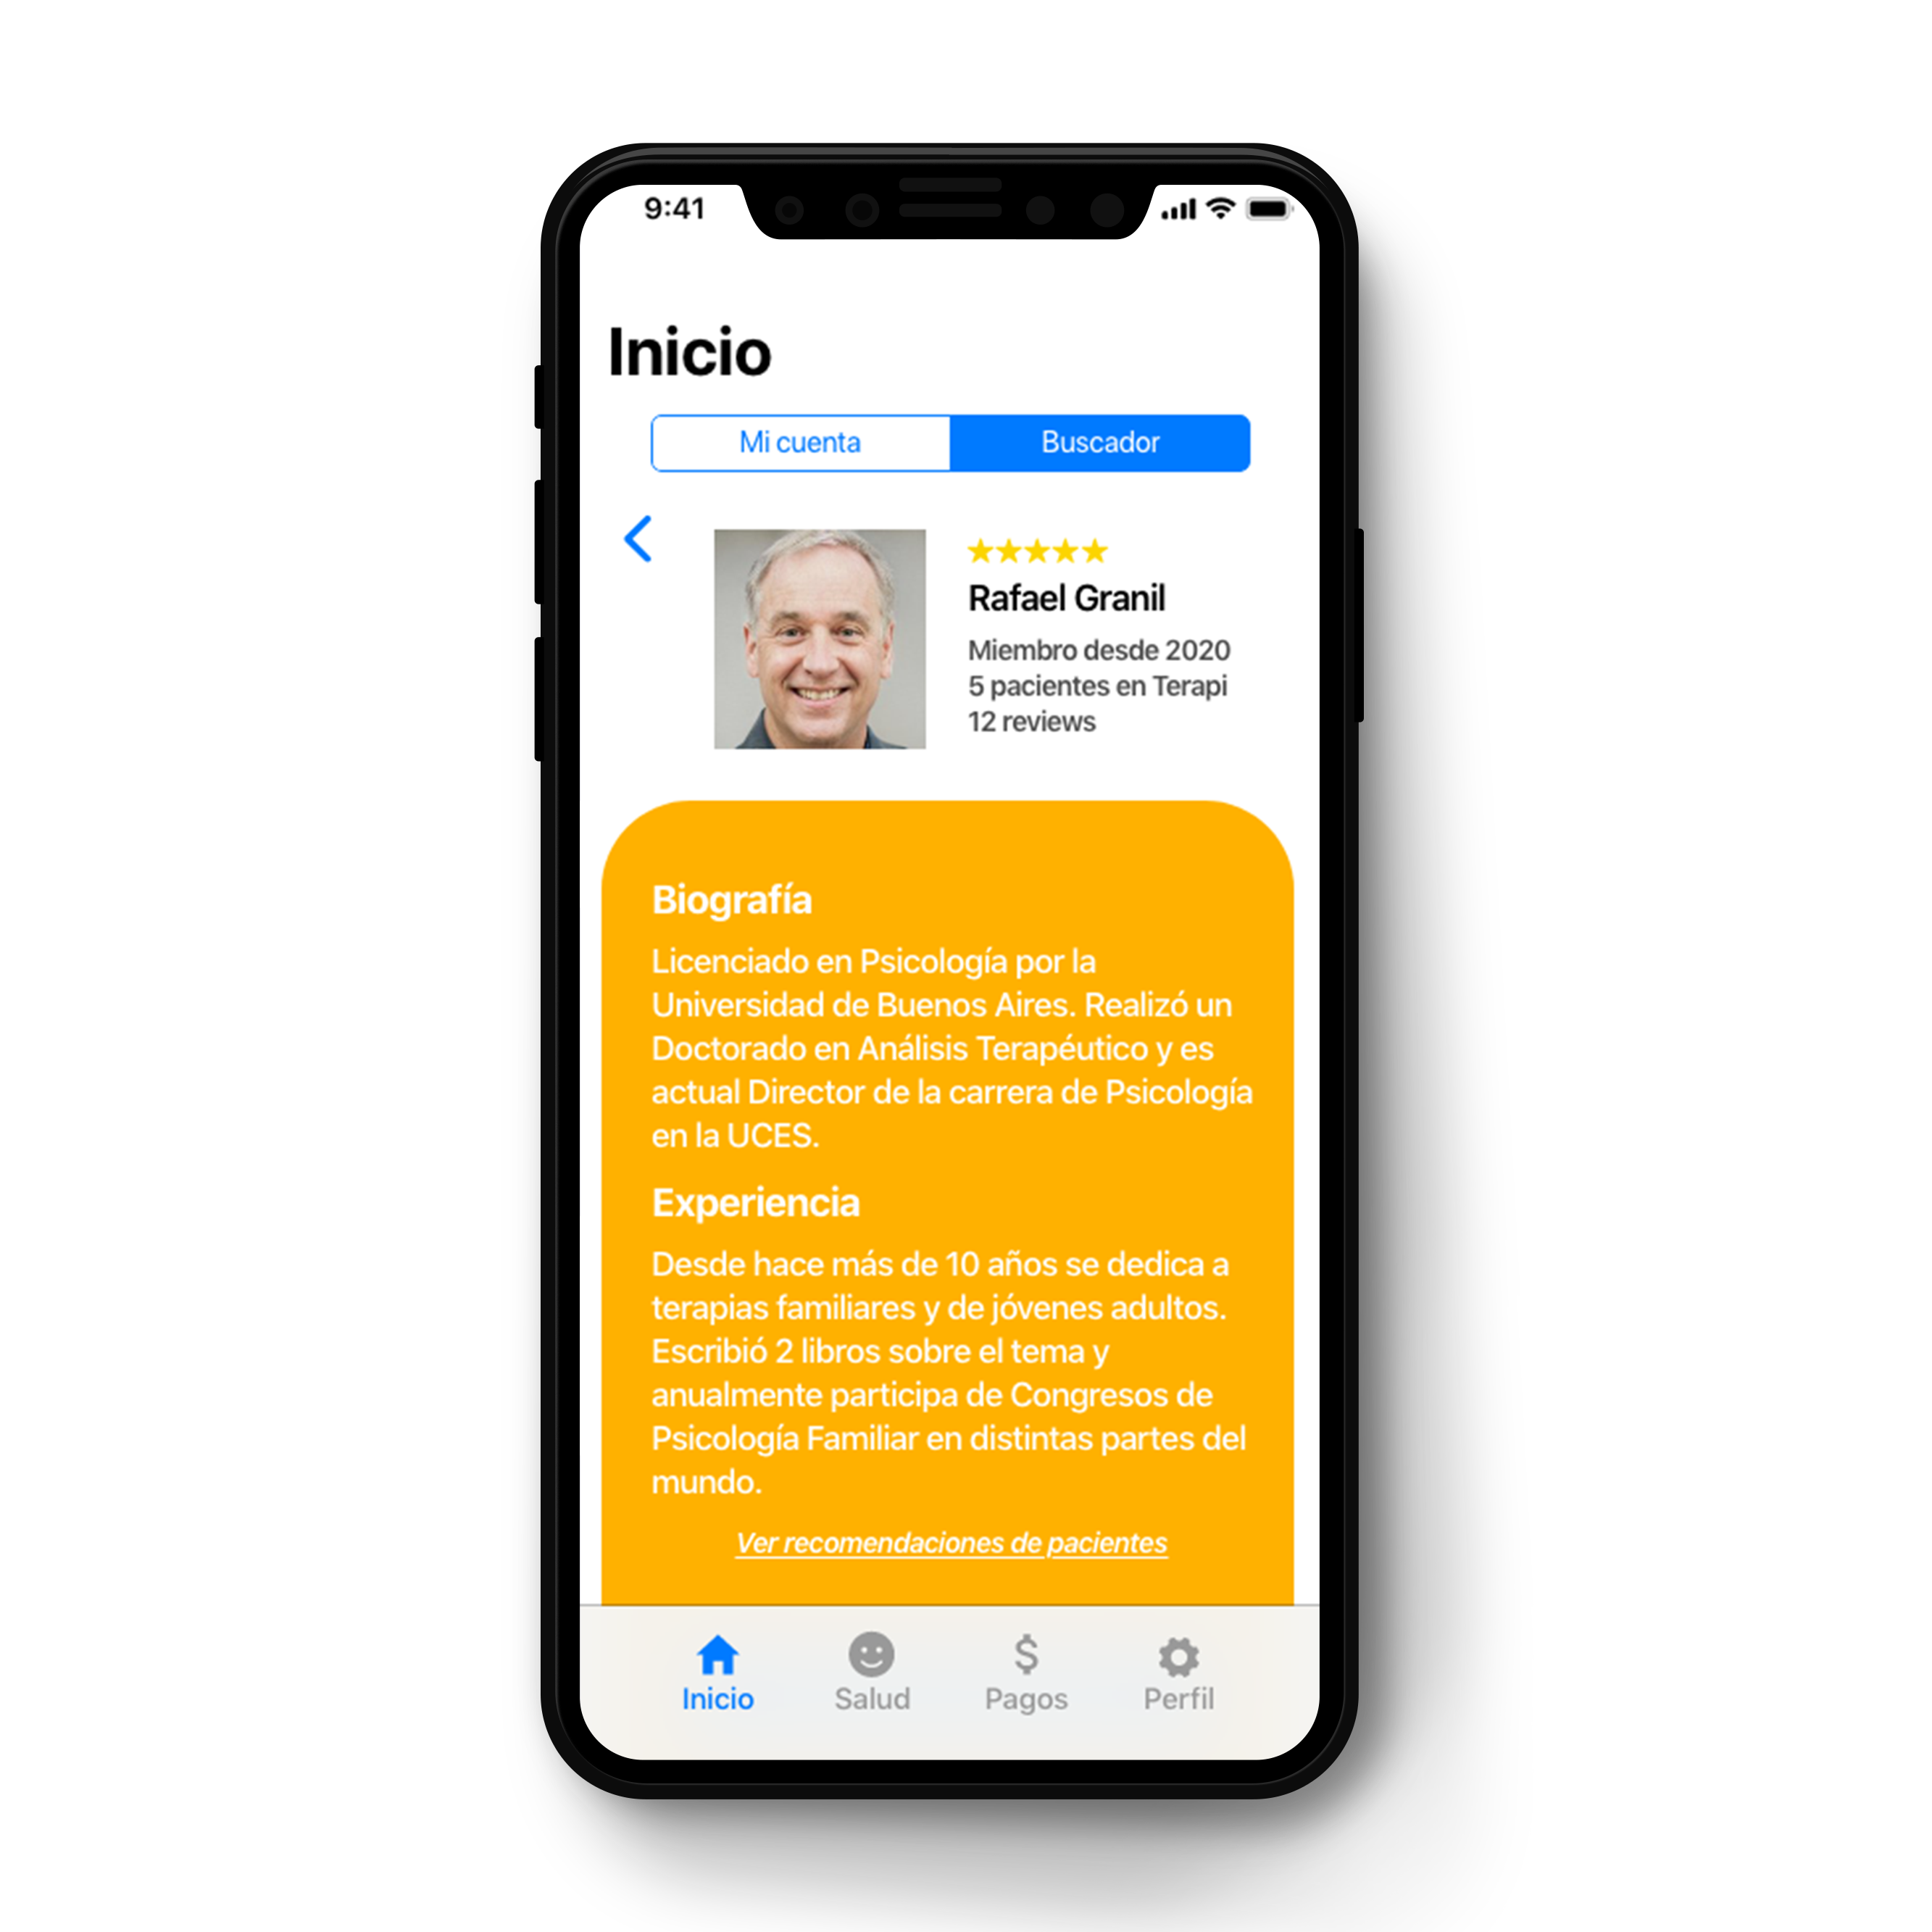 9:41
Inicio
Mi cuenta
Buscador
★★★★★
Rafael Granil
Miembro desde 2020
5 pacientes en Terapi
12 reviews
Biografía
Licenciado en Psicología por la
Universidad de Buenos Aires. Realizó un
Doctorado en Análisis Terapéutico y es
actual Director de la carrera de Psicología
en la UCES.
Experiencia
Desde hace más de 10 años se dedica a
terapias familiares y de jóvenes adultos.
Escribió 2 libros sobre el tema y
anualmente participa de Congresos de
Psicología Familiar en distintas partes del
mundo.
Ver recomendaciones de pacientes
$
Inicio
Salud
Pagos
Perfil